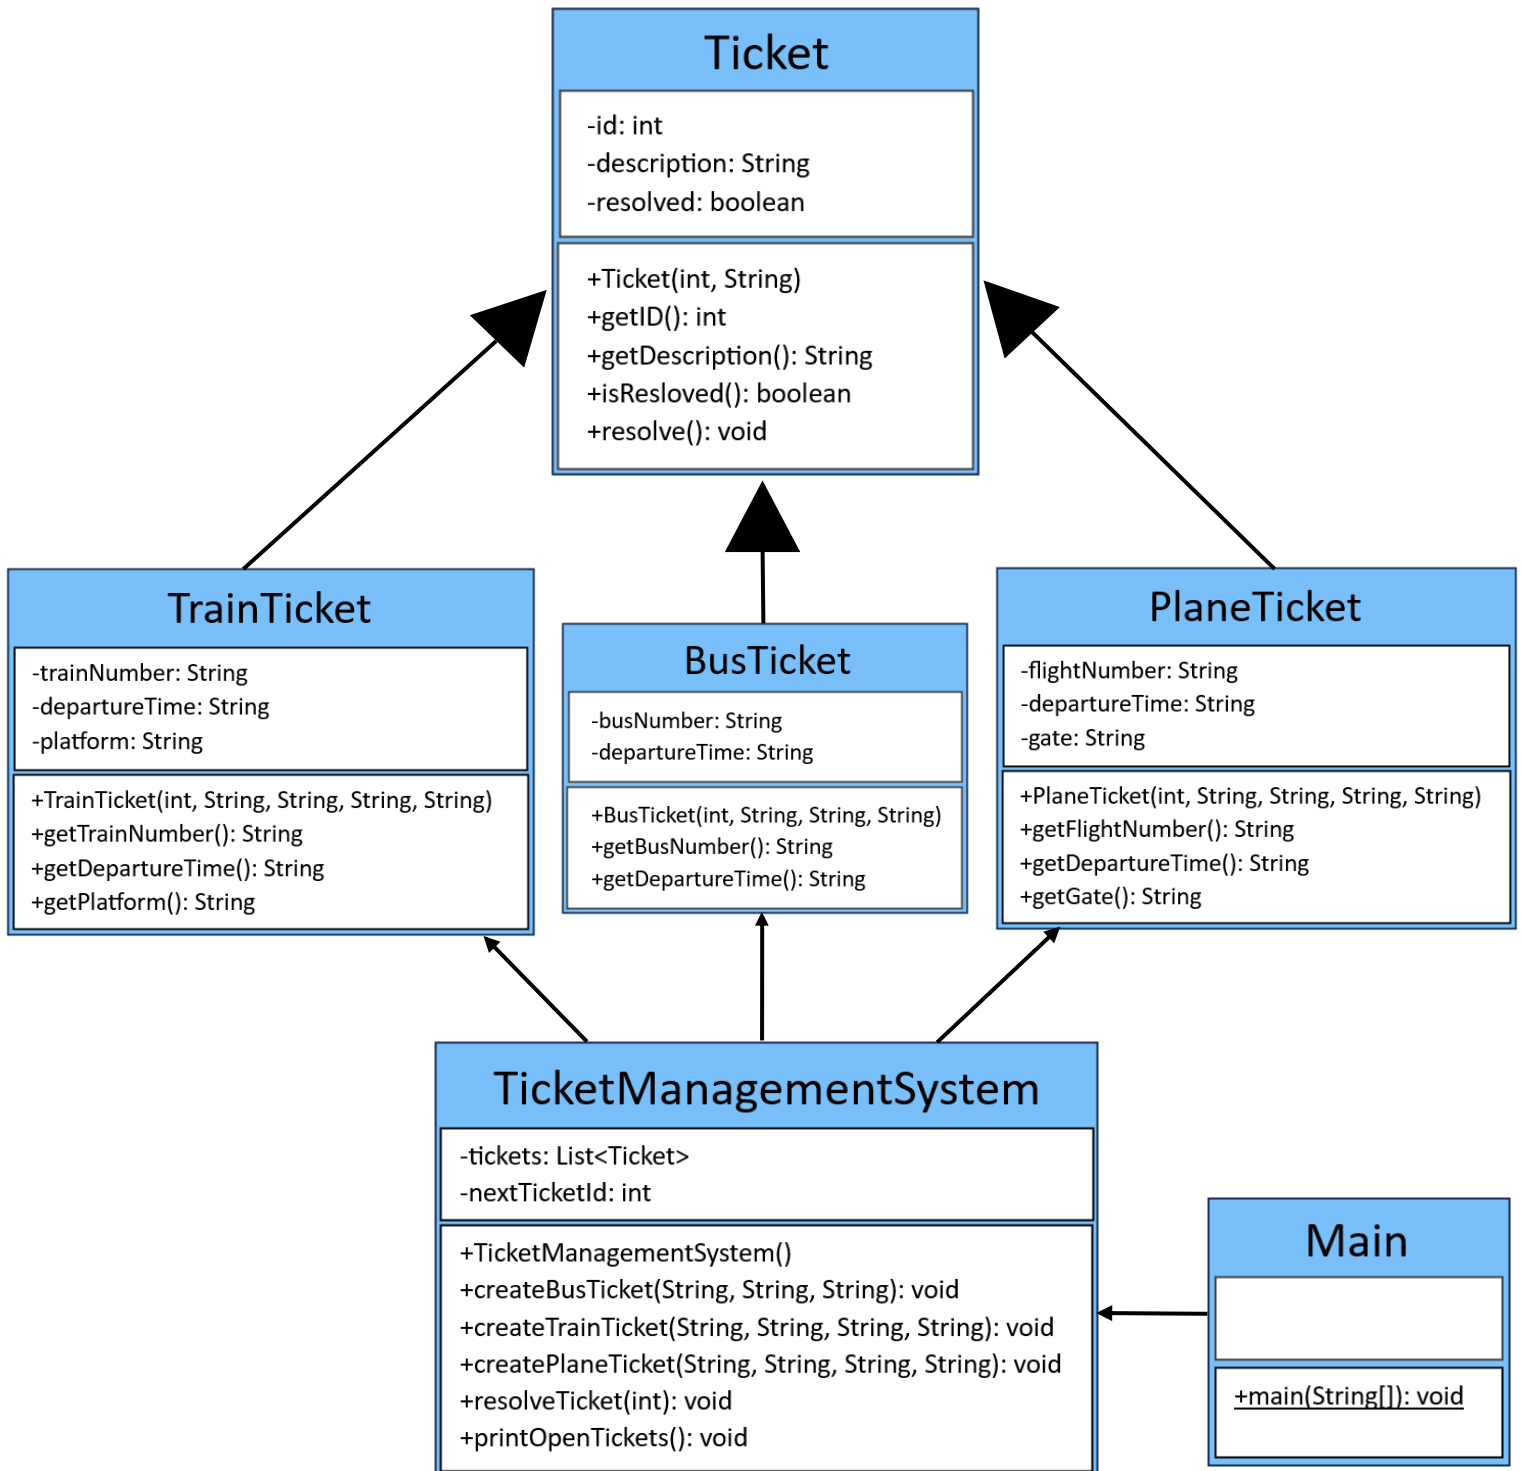 Ticket
-id: int
-description: String
-resolved: boolean
+Ticket(int, String)
+getID(): int
+getDescription(): String
+isResloved(): boolean
+resolve(): void
TrainTicket
-trainNumber: String
-departureTime: String
-platform: String
+TrainTicket(int, String, String, String, String)
+getTrainNumber(): String
+getDepartureTime(): String
+getPlatform(): String
BusTicket
-busNumber: String
-departureTime: String
+BusTicket(int, String, String, String)
+getBusNumber(): String
+getDepartureTime(): String
PlaneTicket
-flightNumber: String
-departureTime: String
-gate: String
+PlaneTicket(int, String, String, String, String)
+getFlightNumber(): String
+getDepartureTime(): String
+getGate(): String
TicketManagementSystem
-tickets: List<Ticket>
-nextTicketId: int
+TicketManagementSystem()
+createBusTicket(String, String, String): void
+createTrainTicket(String, String, String, String): void
+createPlaneTicket(String, String, String, String): void
+resolveTicket(int): void
+printOpenTickets(): void
Main
+main(String[]): void